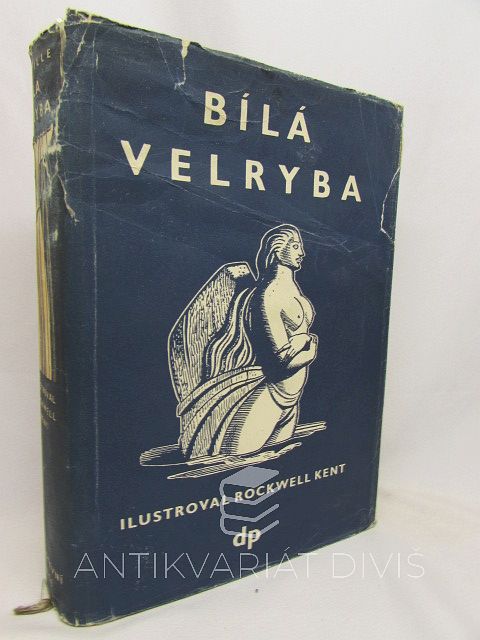 BÍLÁ
VELRYBA
ILUSTROVAL ROCKWELL KENT
dp
ANTIKVARIÁT DIVIŠ